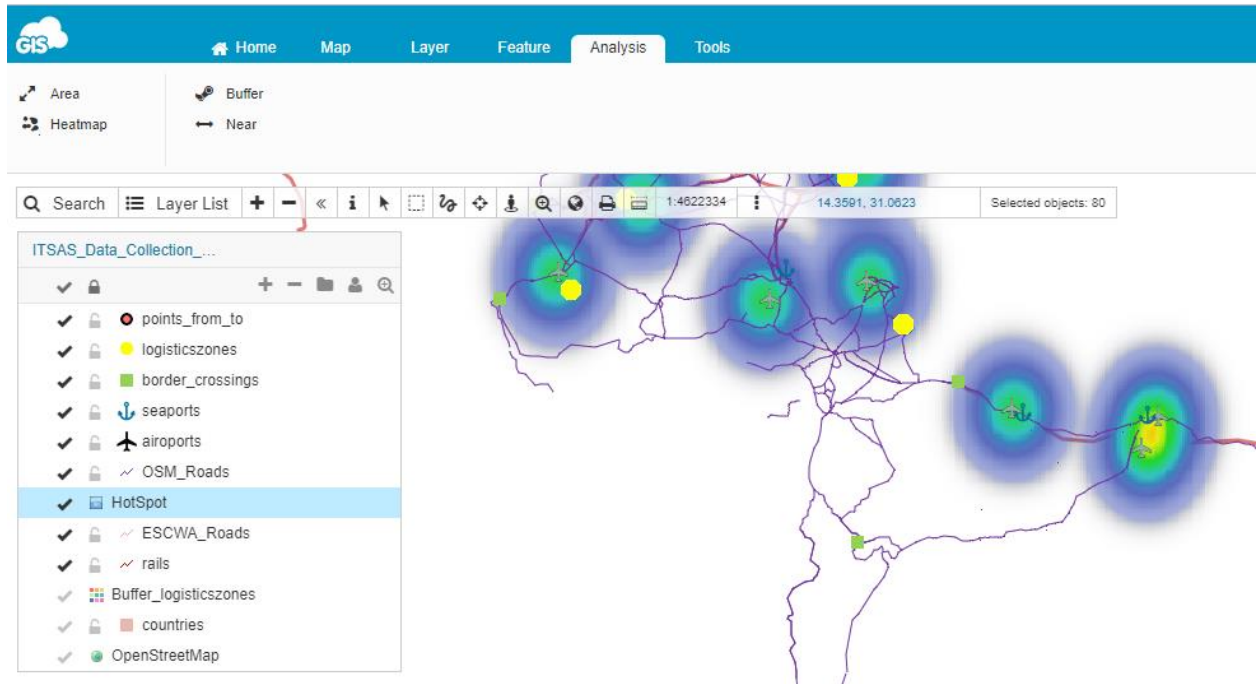 GIS
Home Map Layer Feature Analysis Tools
Area Buffer
Heatmap Near
Search Layer List 1:4622334 14.3591, 31.0623 Selected objects: 80
ITSAS_Data_Collection_...
points_from_to
logisticszones
border_crossings
seaports
airoports
OSM_Roads
HotSpot
ESCWA_Roads
rails
Buffer_logisticszones
countries
OpenStreetMap